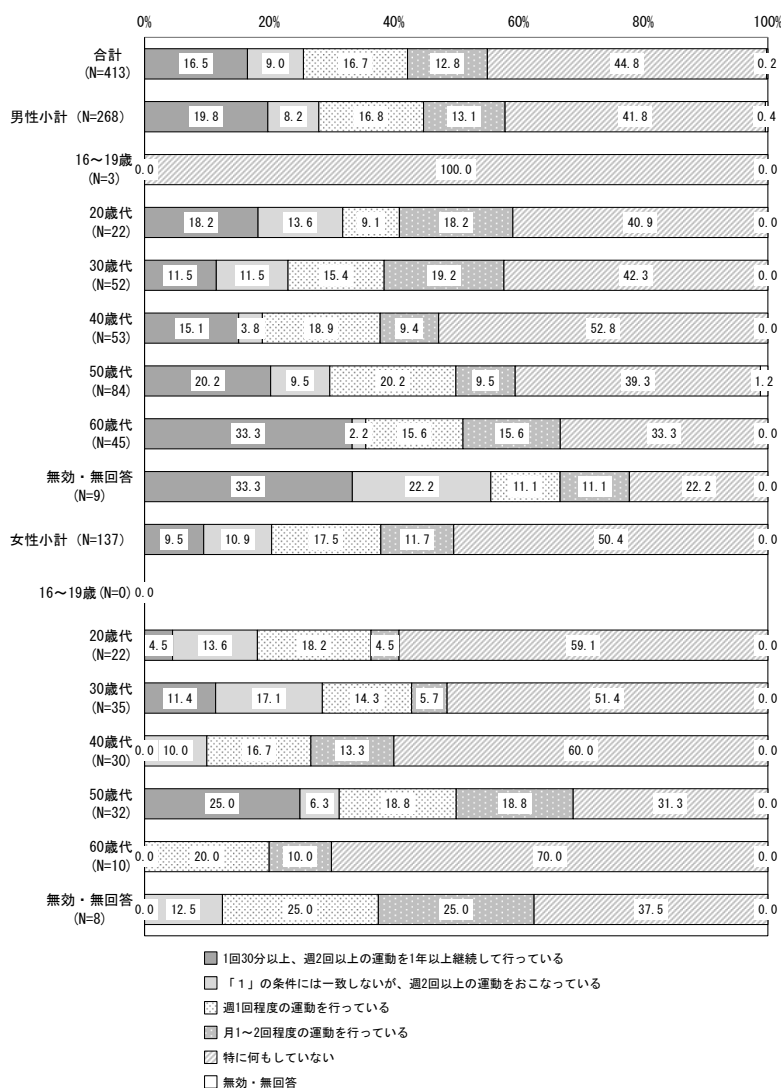 0% 20% 40% 60% 80% 100%
合計
(N=413)
16.5 9.0 16.7 12.8 44.8 0.2
男性小計 (N=268)
19.8 8.2 16.8 13.1 41.8 0.4
16～19歳
(N=3)
0.0 100.0 0.0
20歳代
(N=22)
18.2 13.6 9.1 18.2 40.9 0.0
30歳代
(N=52)
11.5 11.5 15.4 19.2 42.3 0.0
40歳代
(N=53)
15.1 3.8 18.9 9.4 52.8 0.0
50歳代
(N=84)
20.2 9.5 20.2 9.5 39.3 1.2
60歳代
(N=45)
33.3 2.2 15.6 15.6 33.3 0.0
無効・無回答
(N=9)
33.3 22.2 11.1 11.1 22.2 0.0
女性小計 (N=137)
9.5 10.9 17.5 11.7 50.4 0.0
16～19歳(N=0) 0.0
20歳代
(N=22)
4.5 13.6 18.2 4.5 59.1 0.0
30歳代
(N=35)
11.4 17.1 14.3 5.7 51.4 0.0
40歳代
(N=30)
0.0 10.0 16.7 13.3 60.0 0.0
50歳代
(N=32)
25.0 6.3 18.8 18.8 31.3 0.0
60歳代
(N=10)
0.0 20.0 10.0 70.0 0.0
無効・無回答
(N=8)
0.0 12.5 25.0 25.0 37.5 0.0
1回30分以上、週2回以上の運動を1年以上継続して行っている
「１」の条件には一致しないが、週2回以上の運動をおこなっている
週1回程度の運動を行っている
月1～2回程度の運動を行っている
特に何もしていない
無効・無回答